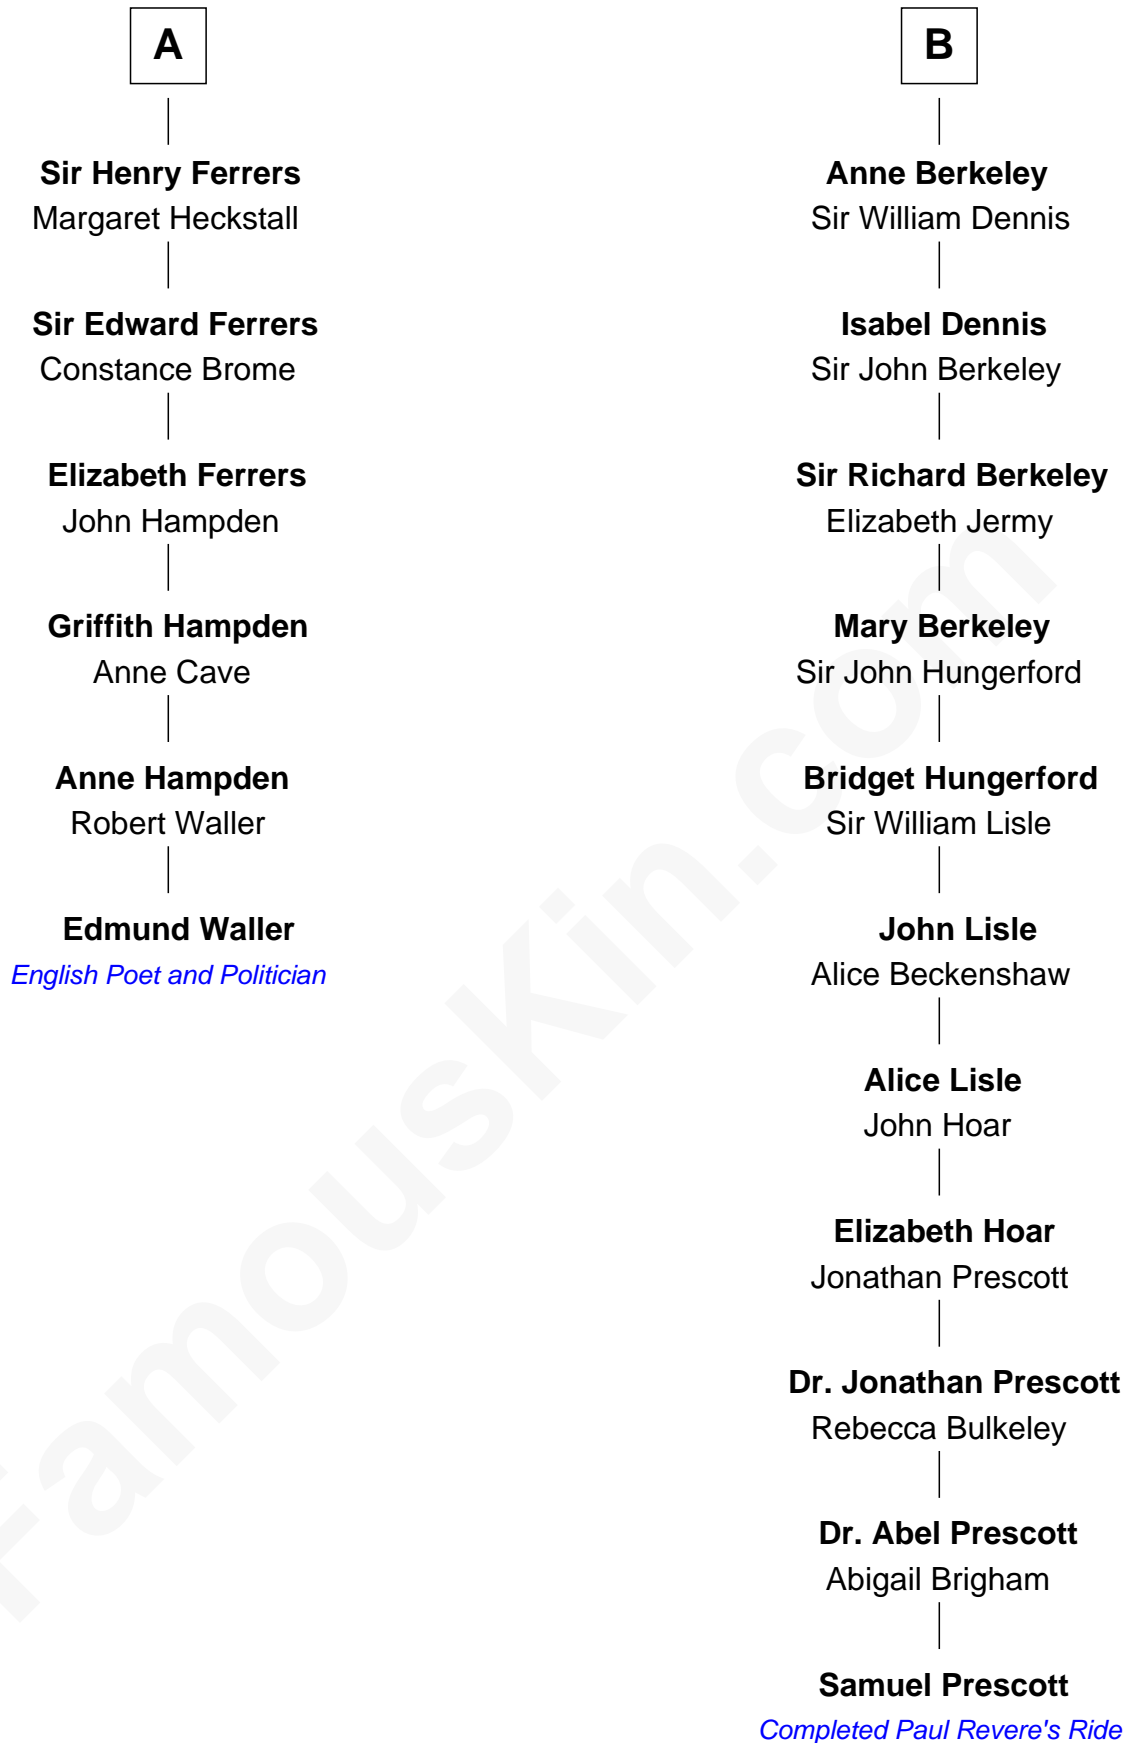 A
Sir Henry Ferrers
Margaret Heckstall
Sir Edward Ferrers
Constance Brome
Elizabeth Ferrers
John Hampden
Griffith Hampden
Anne Cave
Anne Hampden
Robert Waller
Edmund Waller
English Poet and Politician
B
Anne Berkeley
Sir William Dennis
Isabel Dennis
Sir John Berkeley
Sir Richard Berkeley
Elizabeth Jermy
Mary Berkeley
Sir John Hungerford
Bridget Hungerford
Sir William Lisle
John Lisle
Alice Beckenshaw
Alice Lisle
John Hoar
Elizabeth Hoar
Jonathan Prescott
Dr. Jonathan Prescott
Rebecca Bulkeley
Dr. Abel Prescott
Abigail Brigham
Samuel Prescott
Completed Paul Revere's Ride
FamousKin.com